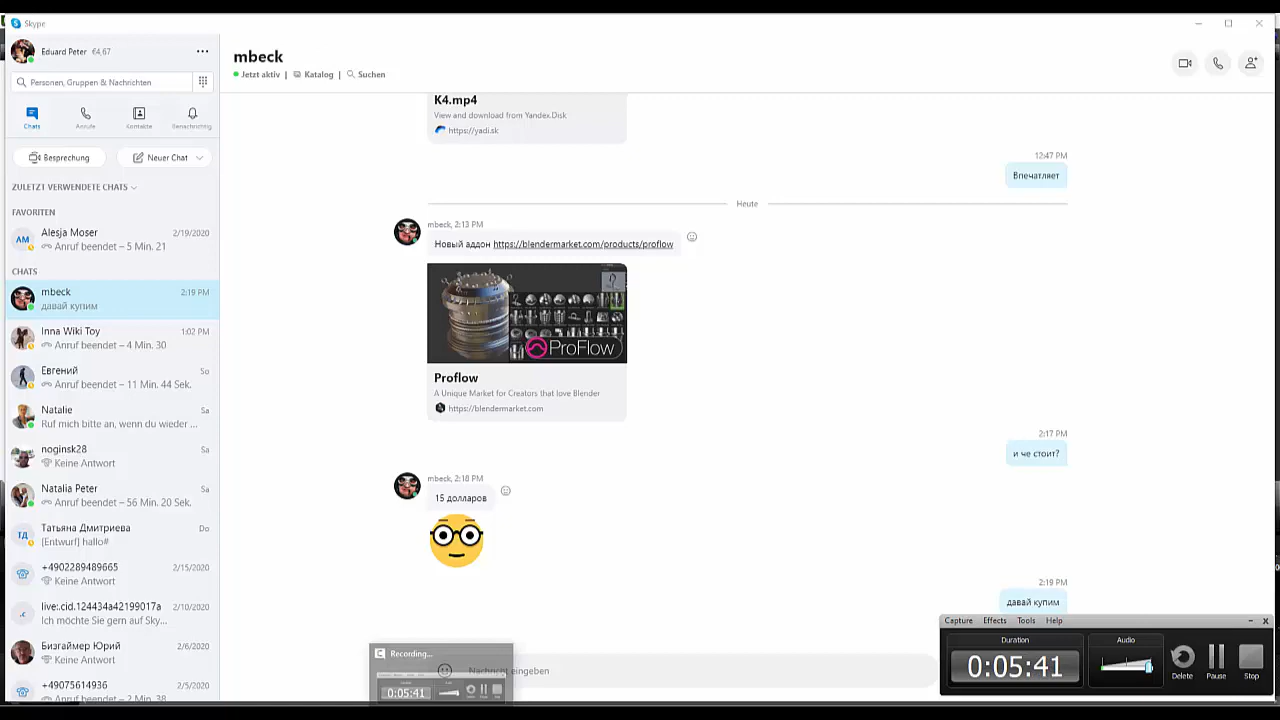 Skype
Eduard Peter €4,67
Personen, Gruppen & Nachrichten
Chats
Anrufe
Kontakte
Benachrichtig
Besprechung
Neuer Chat
ZULETZT VERWENDETE CHATS
FAVORITEN
AM
Alesja Moser
2/19/2020
Anruf beendet – 5 Min. 21
CHATS
mbeck
2:19 PM
давай купим
Inna Wiki Toy
1:02 PM
Anruf beendet – 4 Min. 30
Евгений
So
Anruf beendet – 11 Min. 44 Sek.
Natalie
Sa
Ruf mich bitte an, wenn du wieder ...
noginsk28
Sa
Keine Antwort
Natalia Peter
Sa
Anruf beendet – 56 Min. 20 Sek.
ТД
Татьяна Дмитриева
Do
[Entwurf] hallo#
+4902289489665
2/15/2020
Keine Antwort
.c
live:.cid.124434a42199017a
2/10/2020
Ich möchte Sie gern auf Sky...
Бизгаймер Юрий
2/6/2020
Keine Antwort
+4975614936
2/5/2020
Anruf beendet – 2 Min. 38
mbeck
Jetzt aktiv | Katalog | Suchen
K4.mp4
View and download from Yandex.Disk
https://yadi.sk
12:47 PM
Впечатляет
Heute
mbeck, 2:13 PM
Новый аддон https://blendermarket.com/products/proflow
ProFlow
Proflow
A Unique Market for Creators that love Blender
https://blendermarket.com
2:17 PM
и че стоит?
mbeck, 2:18 PM
15 долларов
2:19 PM
давай купим
Nachricht eingeben
Recording...
0:05:41
Capture Effects Tools Help
Duration
Audio
0:05:41
Delete
Pause
Stop